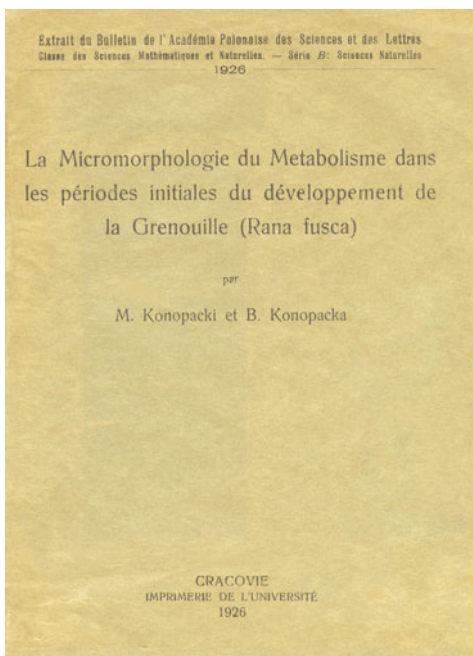 Extrait du Bulletin de l'Académie Polonaise des Sciences et des Lettres
Classe des Sciences Mathématiques et Naturelles. — Série B: Sciences Naturelles
1926
La Micromorphologie du Metabolisme dans
les périodes initiales du développement de
la Grenouille (Rana fusca)
par
M. Konopacki et B. Konopacka
CRACOVIE
IMPRIMERIE DE L'UNIVERSITÉ
1926